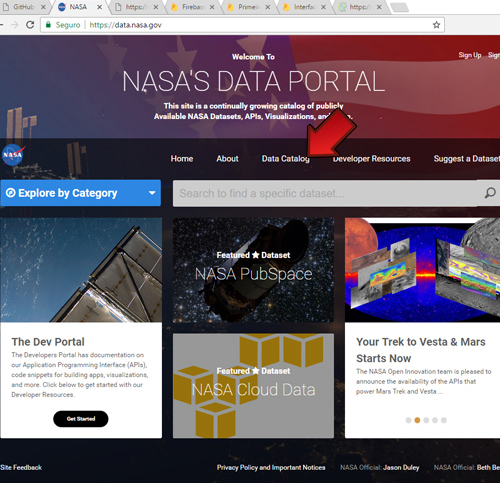 GitHub
NASA
https://
Firebas
PrimeN
Interfac
https://
Seguro
https://data.nasa.gov
Sign Up
Sign
Welcome To
NASA'S DATA PORTAL
This site is a continually growing catalog of publicly
Available NASA Datasets, APIs, Visualizations, and
NASA
Home
About
Data Catalog
Developer Resources
Suggest a Dataset
Explore by Category
Search to find a specific dataset...
Featured ★ Dataset
NASA PubSpace
The Dev Portal
The Developers Portal has documentation on
our Application Programming Interface (APIs),
code snippets for building apps, visualizations,
and more. Click below to get started with our
Developer Resources.
Get Started
Featured ★ Dataset
NASA Cloud Data
Your Trek to Vesta & Mars
Starts Now
The NASA Open Innovation team is pleased to
announce the availability of the APIs that
power Mars Trek and Vesta ...
Site Feedback
Privacy Policy and Important Notices
NASA Official: Jason Duley
NASA Official: Beth Be